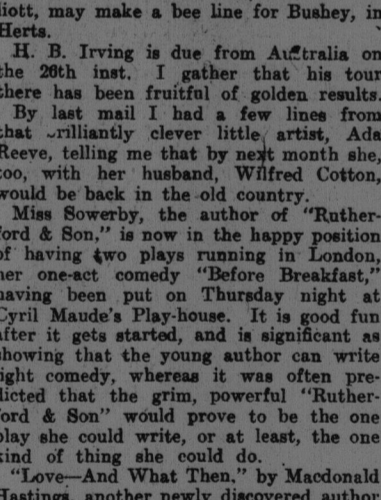 liott, may make a bee line for Bushey, in
Herts.
H. B. Irving is due from Australia on
the 26th inst. I gather that his tour
there has been fruitful of golden results.
By last mail I had a few lines from
that rilliantly clever little artist, Ada
Reeve, telling me that by next month she,
too, with her husband, Wilfred Cotton,
would be back in the old country.
Miss Sowerby, the author of "Ruther-
ford & Son," is now in the happy position
of having two plays running in London,
her one-act comedy "Before Breakfast,"
having been put on Thursday night at
Cyril Maude's Play-house. It is good fun
after it gets started, and is significant as
showing that the young author can write
light comedy, whereas it was often pre-
dicted that the grim, powerful "Ruther-
ford & Son" would prove to be the one
play she could write, or at least, the one
kind of thing she could do.
"Love—And What Then," by Macdonald
Hastings, another newly discovered author